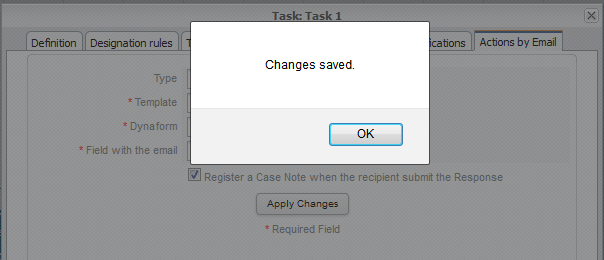 Task: Task 1
Definition
Designation rules
Actions by Email
Changes saved.
OK
Type
* Template
* Dynaform
* Field with the email
Register a Case Note when the recipient submit the Response
Apply Changes
* Required Field